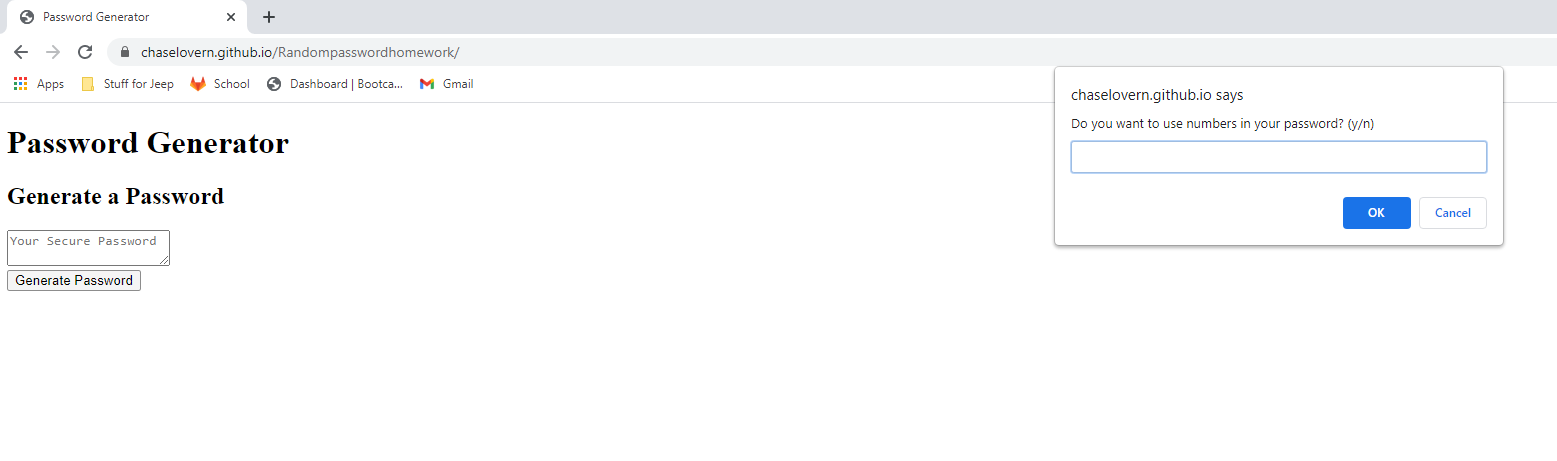 Password Generator
chaselovern.github.io/Randompasswordhomework/
Apps Stuff for Jeep School Dashboard | Bootca... Gmail
chaselovern.github.io says
Do you want to use numbers in your password? (y/n)
OK Cancel
Password Generator
Generate a Password
Your Secure Password
Generate Password